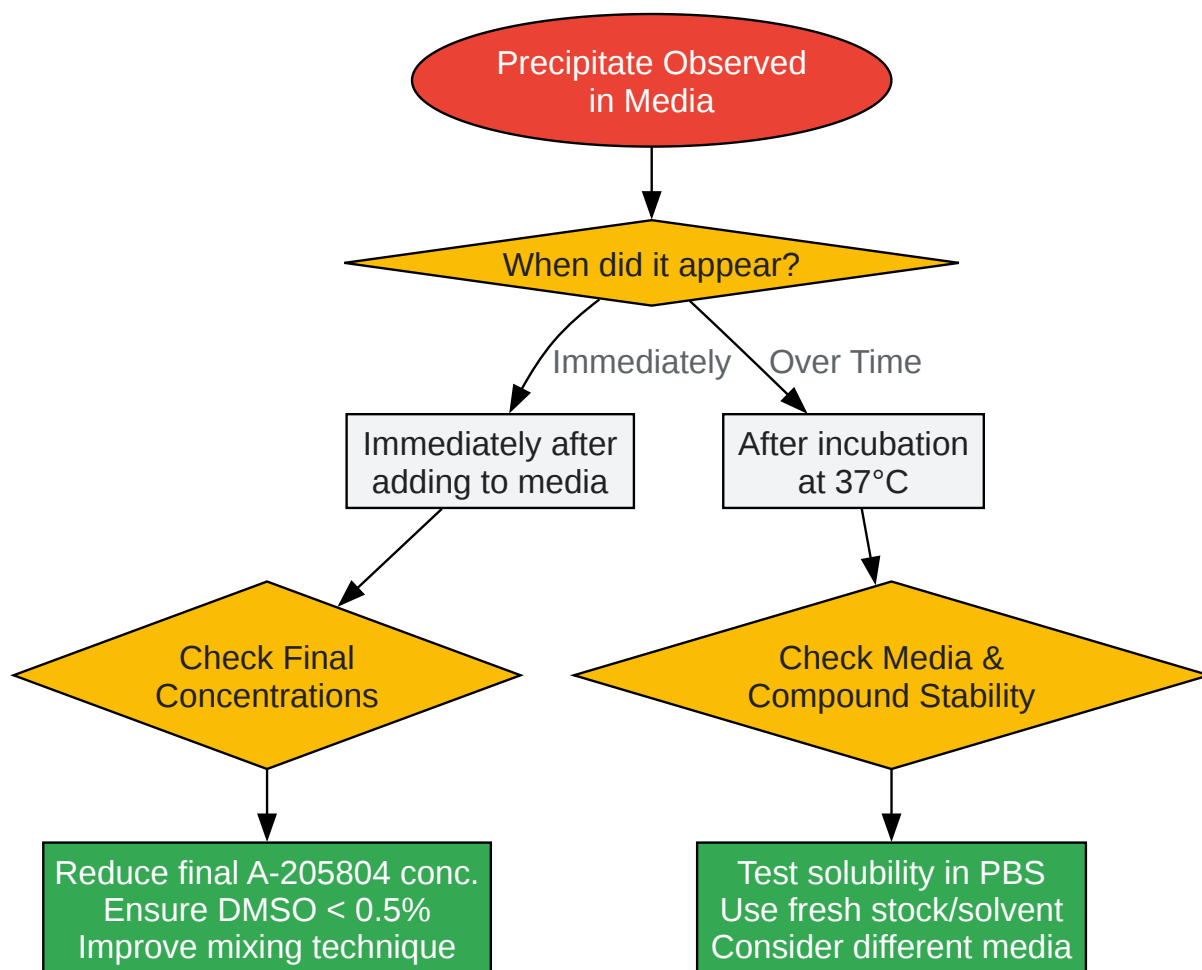 Precipitate Observed
in Media
When did it appear?
Immediately
Over Time
Immediately after
adding to media
After incubation
at 37°C
Check Final
Concentrations
Check Media &
Compound Stability
Reduce final A-205804 conc.
Ensure DMSO < 0.5%
Improve mixing technique
Test solubility in PBS
Use fresh stock/solvent
Consider different media